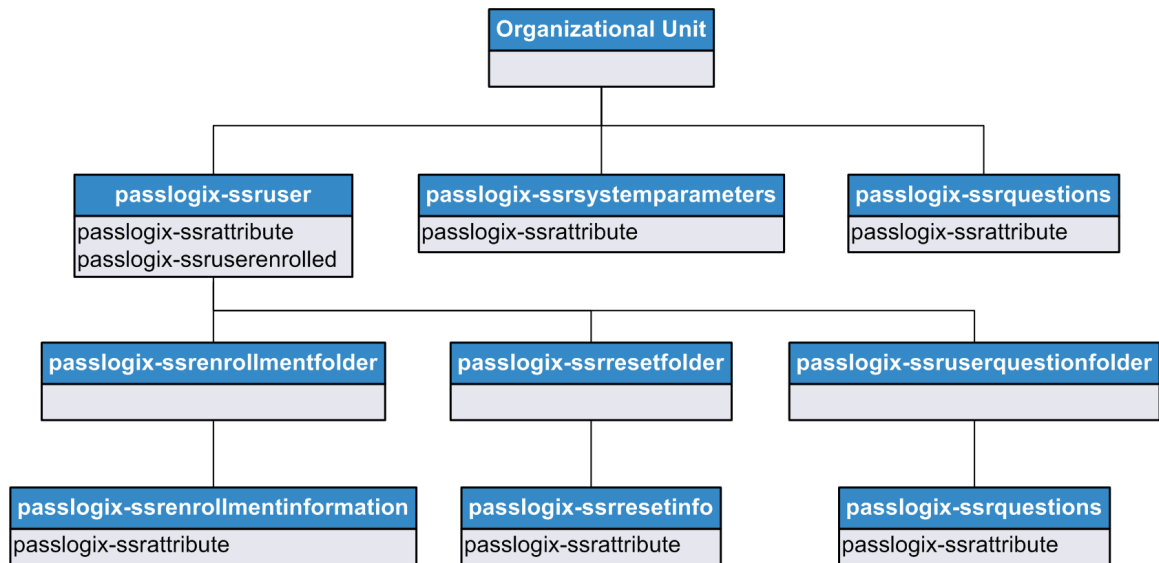 Organizational Unit
passlogix-ssruser
passlogix-ssrattribute
passlogix-ssruserenrolled
passlogix-ssrsystemparameters
passlogix-ssrattribute
passlogix-ssrquestions
passlogix-ssrattribute
passlogix-ssrenrollmentfolder
passlogix-ssrresetfolder
passlogix-ssruserquestionfolder
passlogix-ssrenrollmentinformation
passlogix-ssrattribute
passlogix-ssrresetinfo
passlogix-ssrattribute
passlogix-ssrquestions
passlogix-ssrattribute